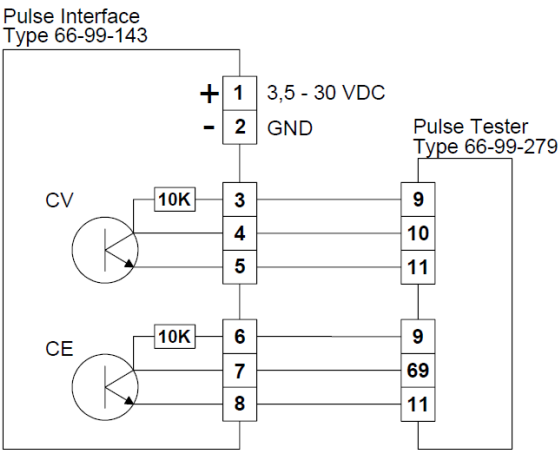 Pulse Interface
Type 66-99-143
+ 1 3,5 - 30 VDC
- 2 GND
Pulse Tester
Type 66-99-279
CV
10K 3 9
4 10
5 11
CE
10K 6 9
7 69
8 11